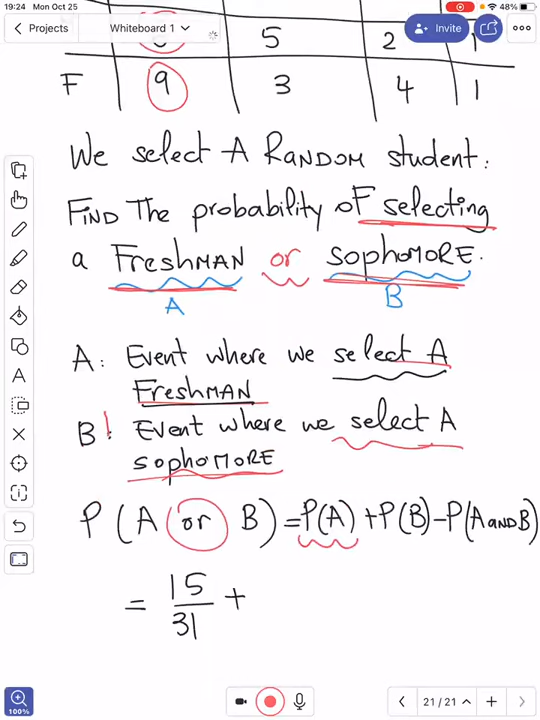 19:24 Mon Oct 25
48%
Projects
Whiteboard 1
Invite
5 2 1
F 9 3 4 1
We select A RANDOM student:
FIND The probability oF selecting
a FreshMAN or sophoMORE.
A B
A: Event where we select A
FreshMAN
B: Event where we select A
sophoMORE
P(A or B) = P(A) + P(B) - P(A AND B)
= 15/31 +
100%
21 / 21